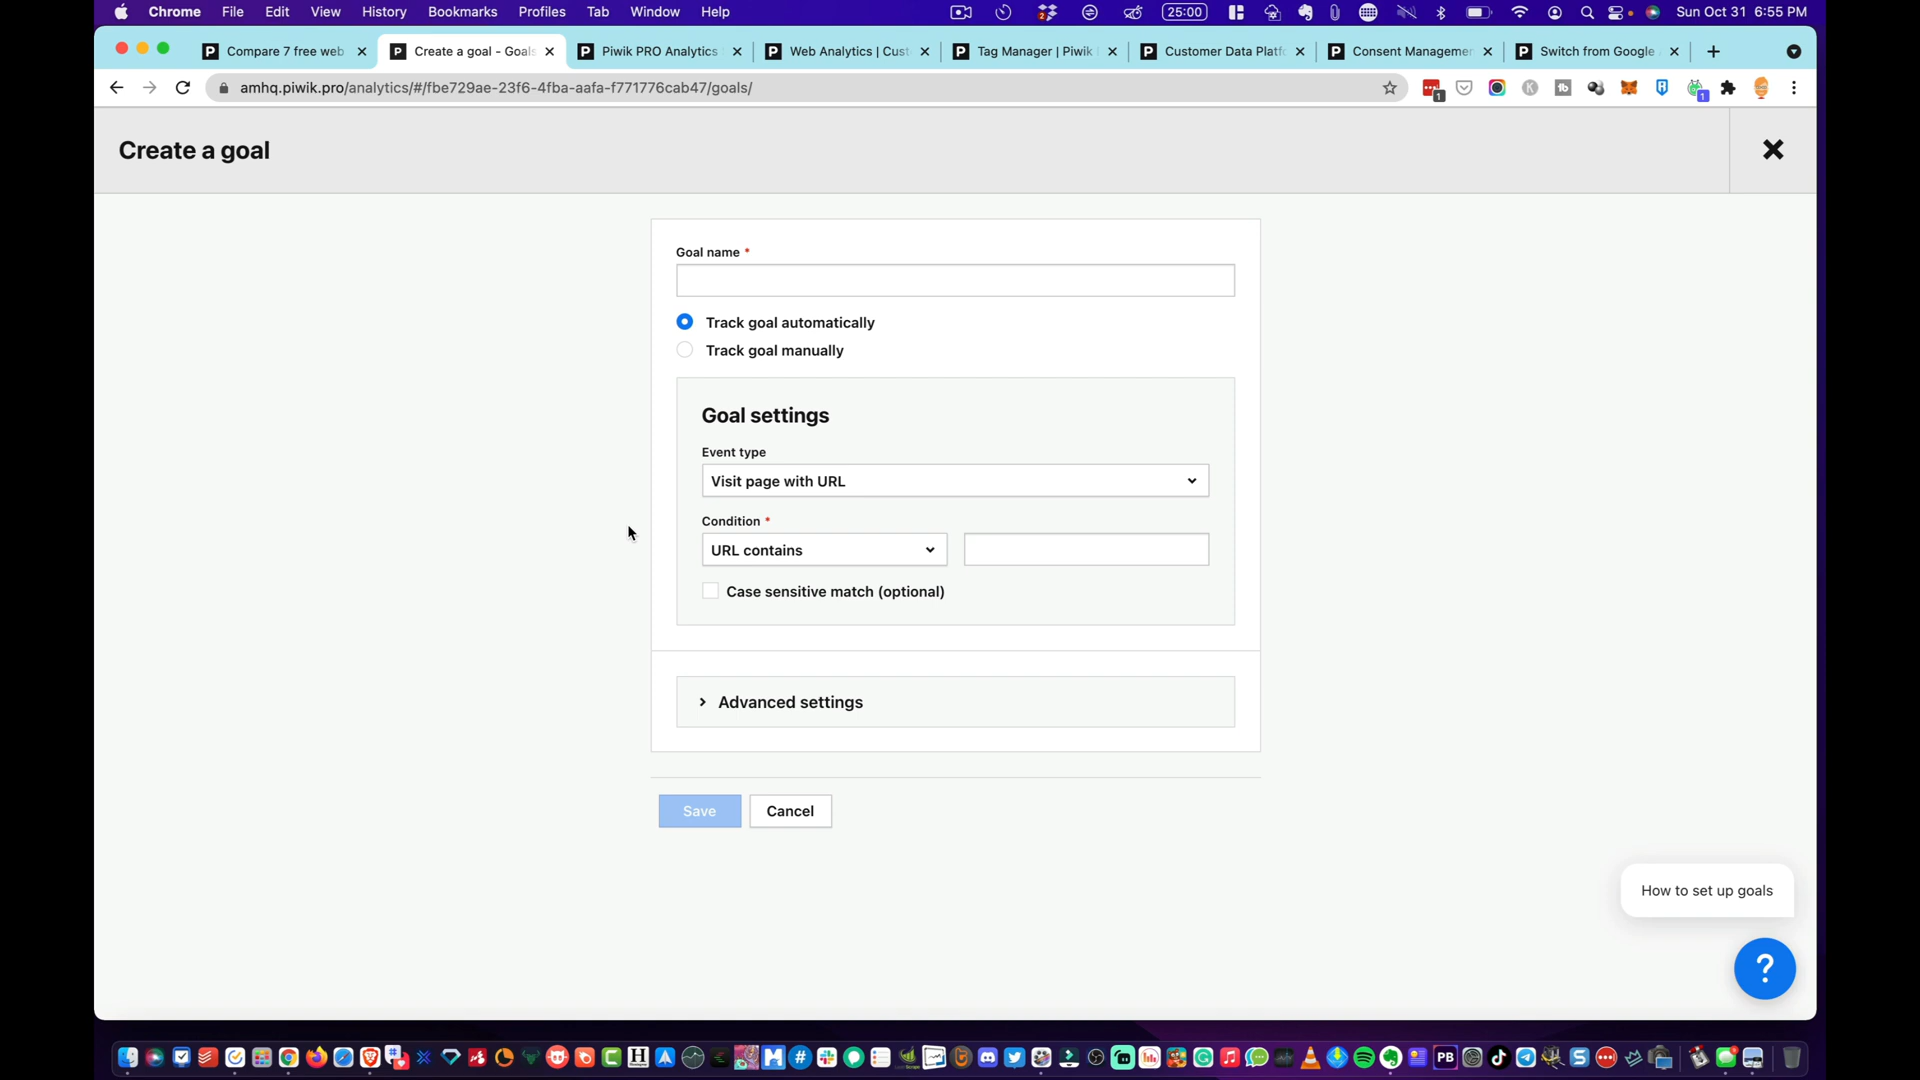 Chrome File Edit View History Bookmarks Profiles Tab Window Help 25:00 Sun Oct 31 6:55 PM
Compare 7 free web Create a goal - Goals Piwik PRO Analytics Web Analytics | Cust Tag Manager | Piwik Customer Data Platfo Consent Managemen Switch from Google
amhq.piwik.pro/analytics/#/fbe729ae-23f6-4fba-aafa-f771776cab47/goals/
Create a goal
Goal name *
Track goal automatically
Track goal manually
Goal settings
Event type
Visit page with URL
Condition *
URL contains
Case sensitive match (optional)
Advanced settings
Save Cancel
How to set up goals
?